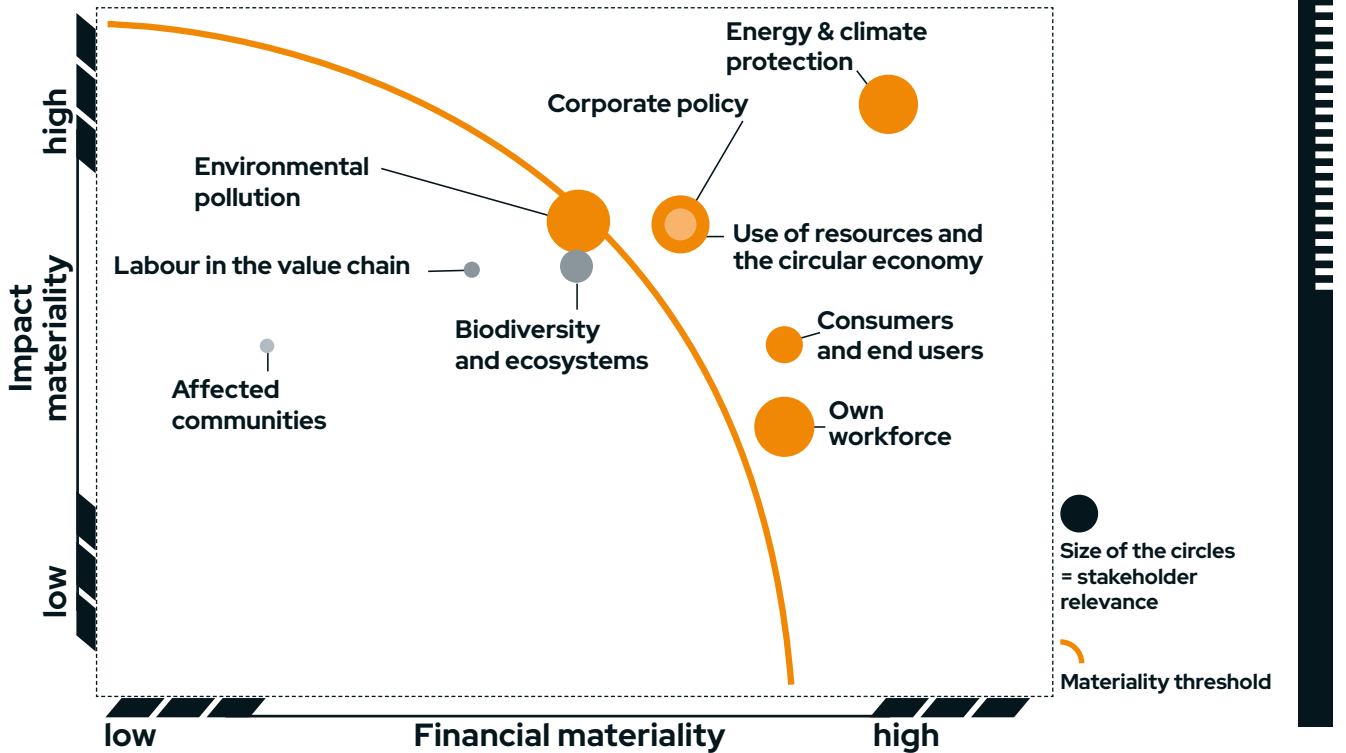 Energy & climate
protection
Corporate policy
Environmental
pollution
Use of resources and
the circular economy
Labour in the value chain
Biodiversity
and ecosystems
Consumers
and end users
Affected
communities
Own
workforce
high
Impact
materiality
low
Size of the circles
= stakeholder
relevance
Materiality threshold
low
Financial materiality
high